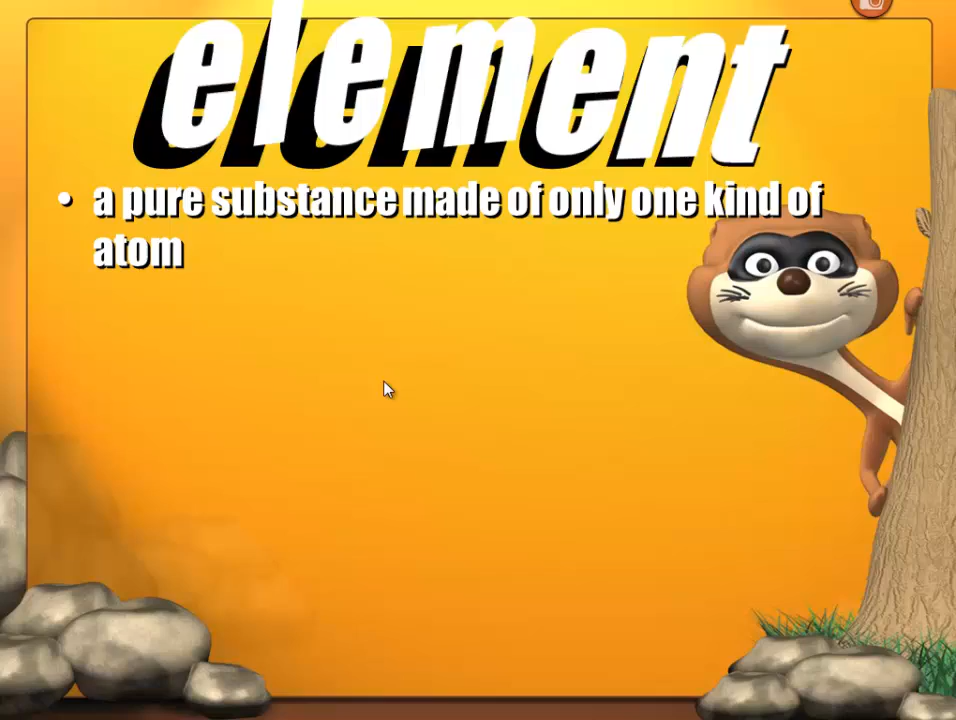 element
• a pure substance made of only one kind of
atom